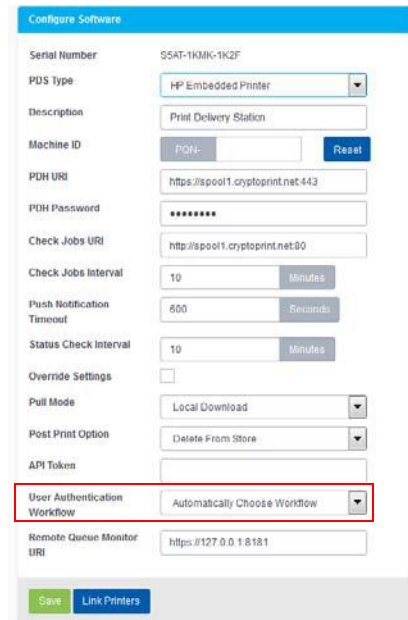 Configure Software
Serial Number S5AT-1KMK-1K2F
PDS Type HP Embedded Printer
Description Print Delivery Station
Machine ID PON- Reset
PDH URI https://spool1.cryptoprint.net:443
PDH Password ••••••••
Check Jobs URI http://spool1.cryptoprint.net:80
Check Jobs Interval 10 Minutes
Push Notification
Timeout 600 Seconds
Status Check Interval 10 Minutes
Override Settings
Pull Mode Local Download
Post Print Option Delete From Store
API Token
User Authentication
Workflow Automatically Choose Workflow
Remote Queue Monitor
URI https://127.0.0.1:8181
Save Link Printers